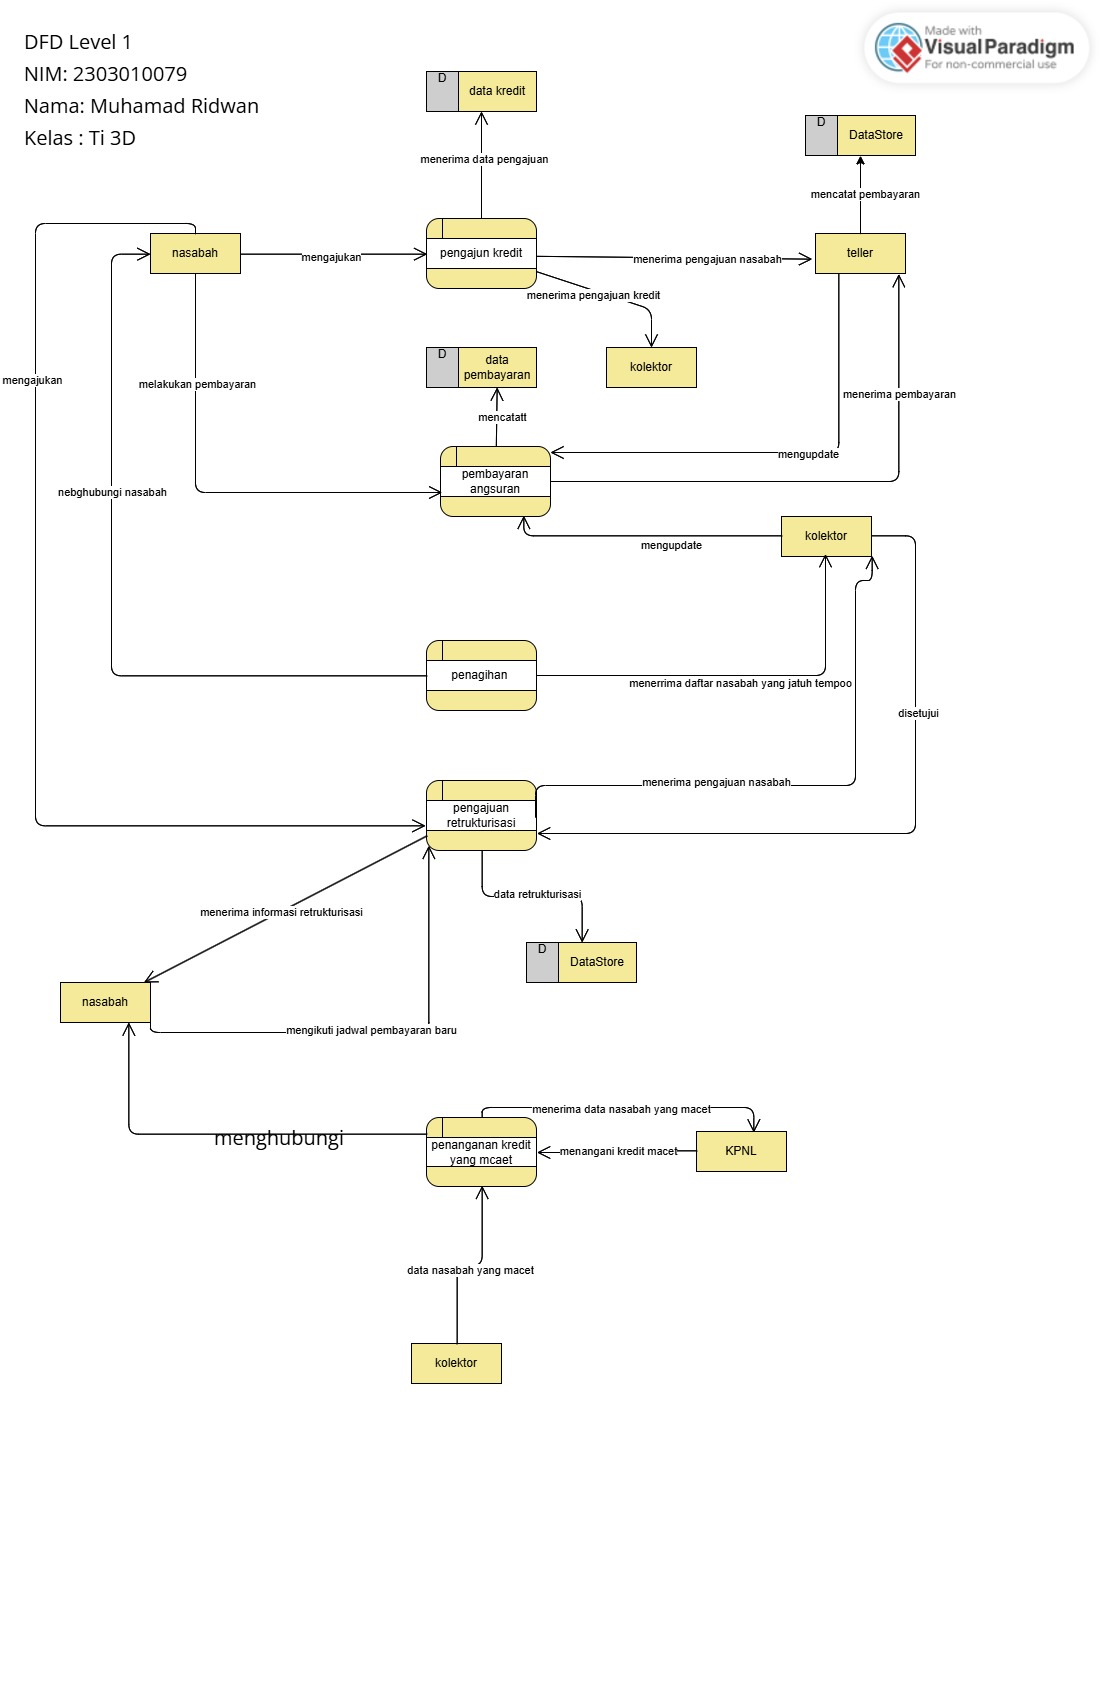 DFD Level 1
NIM: 2303010079
Nama: Muhamad Ridwan
Kelas : Ti 3D
Made with
Visual Paradigm
For non-commercial use
D
data kredit
D
DataStore
menerima data pengajuan
mencatat pembayaran
nasabah
mengajukan
pengajun kredit
menerima pengajuan nasabah
teller
menerima pengajuan kredit
D
data
pembayaran
kolektor
mengajukan
melakukan pembayaran
menerima pembayaran
mencatatt
mengupdate
pembayaran
angsuran
nebghubungi nasabah
kolektor
mengupdate
penagihan
menerrima daftar nasabah yang jatuh tempoo
disetujui
menerima pengajuan nasabah
pengajuan
retrukturisasi
data retrukturisasi
menerima informasi retrukturisasi
D
DataStore
nasabah
mengikuti jadwal pembayaran baru
menerima data nasabah yang macet
menghubungi
penanganan kredit
yang mcaet
menangani kredit macet
KPNL
data nasabah yang macet
kolektor